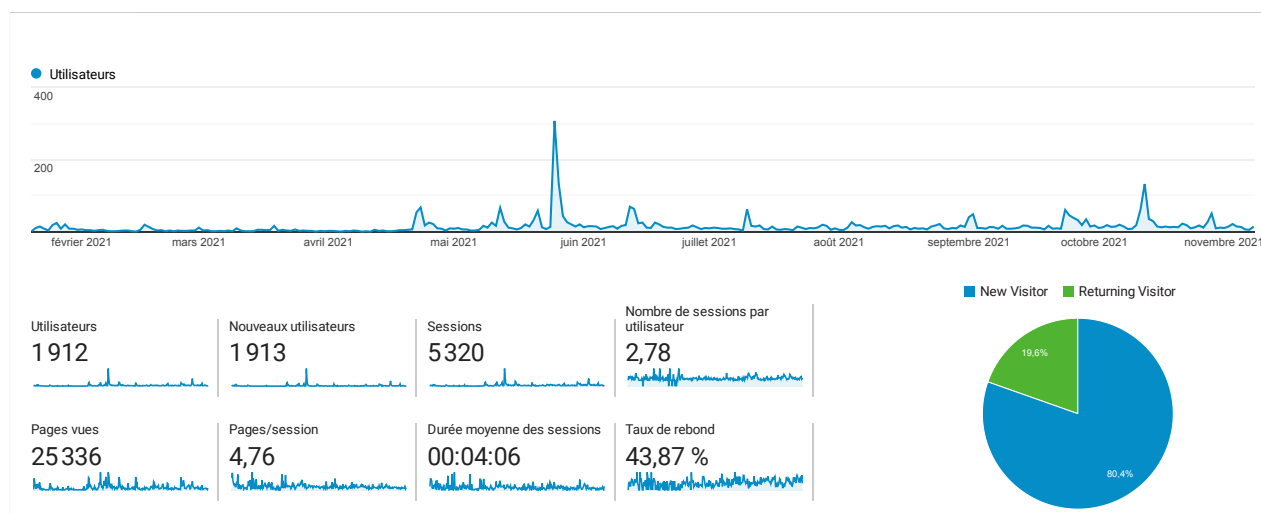 Utilisateurs
400
200
février 2021 mars 2021 avril 2021 mai 2021 juin 2021 juillet 2021 août 2021 septembre 2021 octobre 2021 novembre 2021
New Visitor Returning Visitor
Utilisateurs
1 912
Nouveaux utilisateurs
1 913
Sessions
5 320
Nombre de sessions par
utilisateur
2,78
Pages vues
25 336
Pages/session
4,76
Durée moyenne des sessions
00:04:06
Taux de rebond
43,87 %
19,6%
80,4%